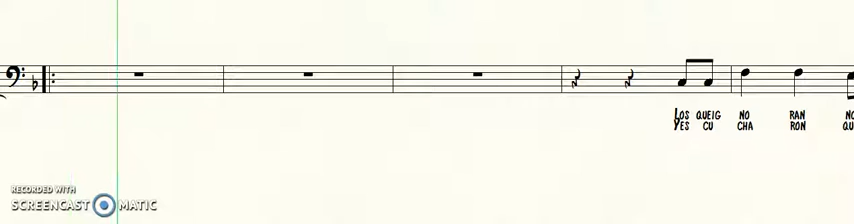 LOS QUEIG NO RAN NO
YES CU CHA RON QU
RECORDED WITH
SCREENCAST MATIC